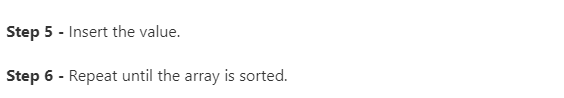 Step 5 - Insert the value.
Step 6 - Repeat until the array is sorted.